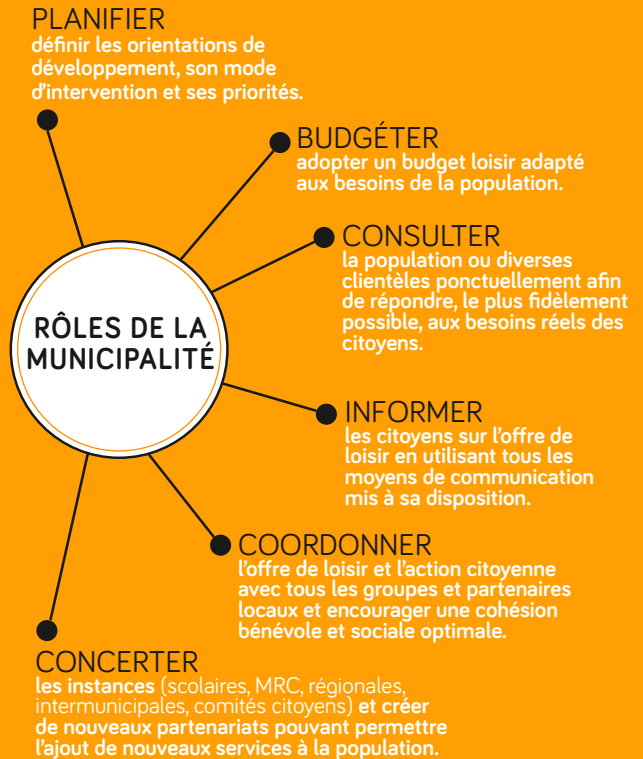 PLANIFIER
définir les orientations de
développement, son mode
d'intervention et ses priorités.
BUDGÉTER
adopter un budget loisir adapté
aux besoins de la population.
CONSULTER
la population ou diverses
clientèles ponctuellement afin
de répondre, le plus fidèlement
possible, aux besoins réels des
citoyens.
RÔLES DE LA
MUNICIPALITÉ
INFORMER
les citoyens sur l'offre de
loisir en utilisant tous les
moyens de communication
mis à sa disposition.
COORDONNER
l'offre de loisir et l'action citoyenne
avec tous les groupes et partenaires
locaux et encourager une cohésion
bénévole et sociale optimale.
CONCERTER
les instances (scolaires, MRC, régionales,
intermunicipales, comités citoyens) et créer
de nouveaux partenariats pouvant permettre
l'ajout de nouveaux services à la population.